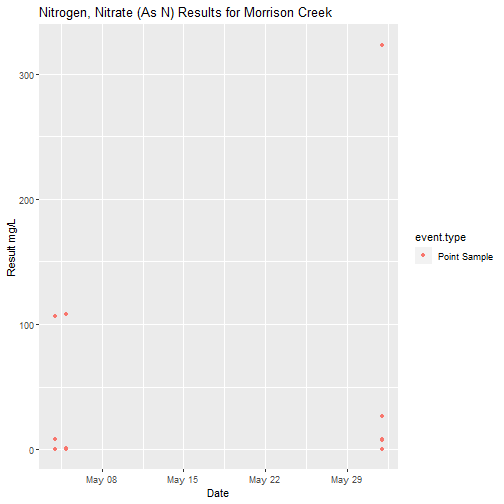 Nitrogen, Nitrate (As N) Results for Morrison Creek
300
200
100
0
Result mg/L
May 08
May 15
May 22
May 29
Date
event.type
Point Sample